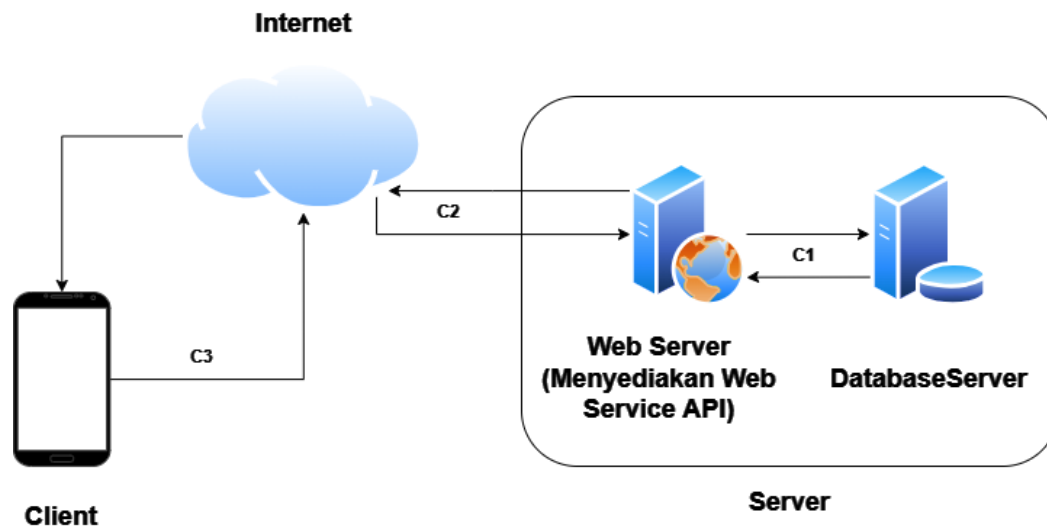 Internet
C2
C1
C3
Web Server
(Menyediakan Web
Service API)
DatabaseServer
Server
Client